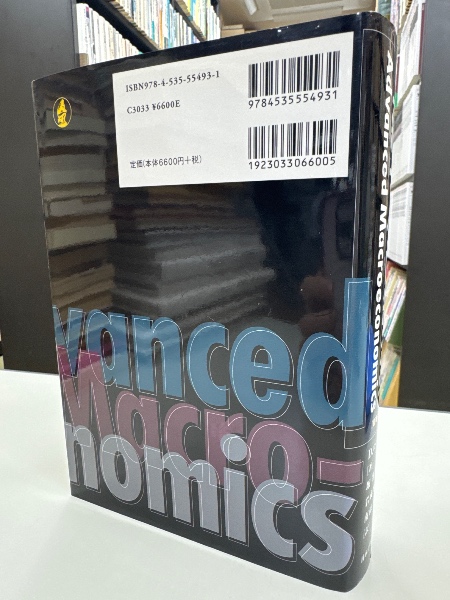 ISBN978-4-535-55493-1
C3033 ¥6600E
定価(本体6600円+税)
9784535554931
1923033066005
vanced
Macro-
nomics
Advanced Macroeconomics